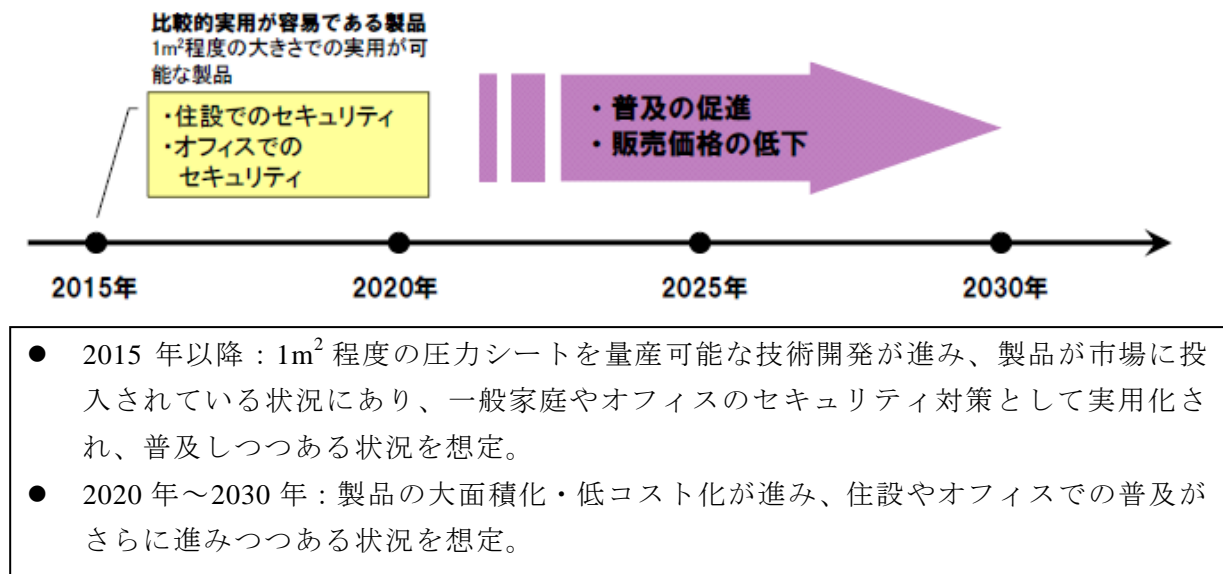 比較的実用が容易である製品
1m²程度の大きさでの実用が可
能な製品
・住設でのセキュリティ
・オフィスでの
セキュリティ
・普及の促進
・販売価格の低下
2015年
2020年
2025年
2030年
● 2015 年以降：1m² 程度の圧力シートを量産可能な技術開発が進み、製品が市場に投
入されている状況にあり、一般家庭やオフィスのセキュリティ対策として実用化さ
れ、普及しつつある状況を想定。
● 2020 年～2030 年：製品の大面積化・低コスト化が進み、住設やオフィスでの普及が
さらに進みつつある状況を想定。